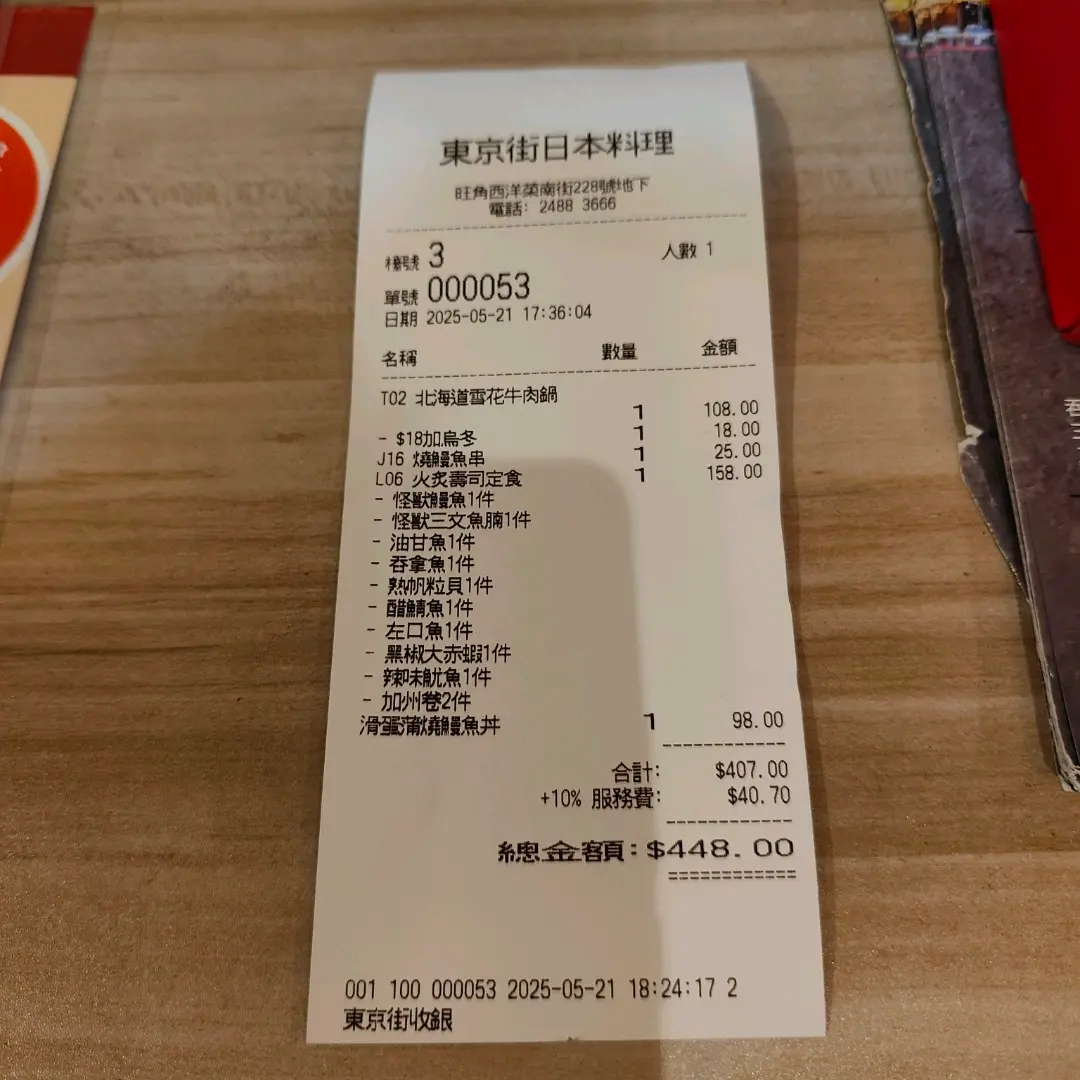 東京街日本料理
旺角西洋菜南街228號地下
電話: 2488 3666
檯號 3 人數 1
單號 000053
日期 2025-05-21 17:36:04
名稱 數量 金額
T02 北海道雪花牛肉鍋 1 108.00
- $18加烏冬 1 18.00
J16 燒鰻魚串 1 25.00
L06 火炙壽司定食 1 158.00
- 怪獸鰻魚1件
- 怪獸三文魚腩1件
- 油甘魚1件
- 吞拿魚1件
- 熟帆粒貝1件
- 醋鯖魚1件
- 左口魚1件
- 黑椒大赤蝦1件
- 辣味魷魚1件
- 加州卷2件
滑蛋蒲燒鰻魚丼 1 98.00
合計: $407.00
+10% 服務費: $40.70
總金額: $448.00
001 100 000053 2025-05-21 18:24:17 2
東京街收銀